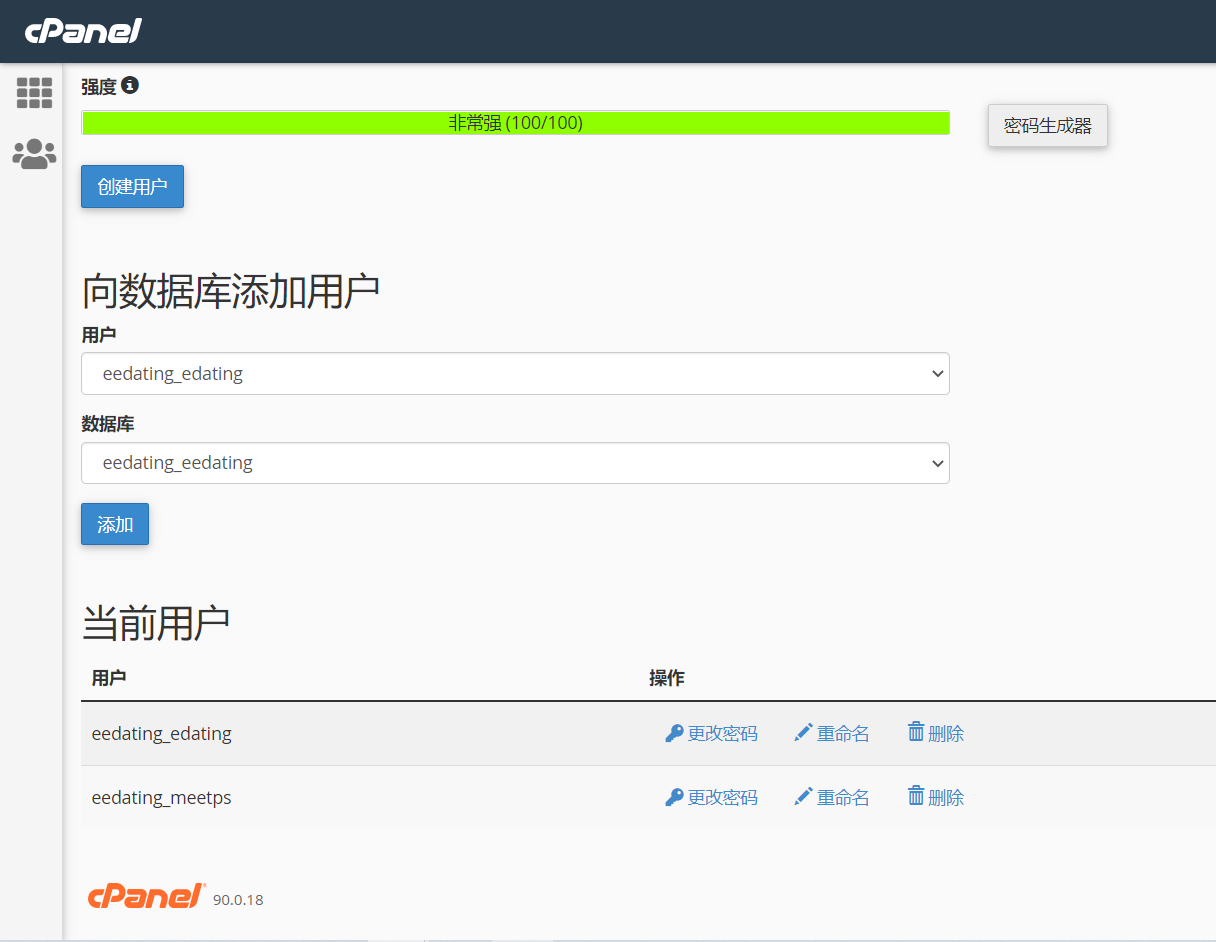 cPanel
强度
非常强 (100/100)
密码生成器
创建用户
向数据库添加用户
用户
eedating_edating
数据库
eedating_eedating
添加
当前用户
用户 操作
eedating_edating 更改密码 重命名 删除
eedating_meetps 更改密码 重命名 删除
cPanel® 90.0.18